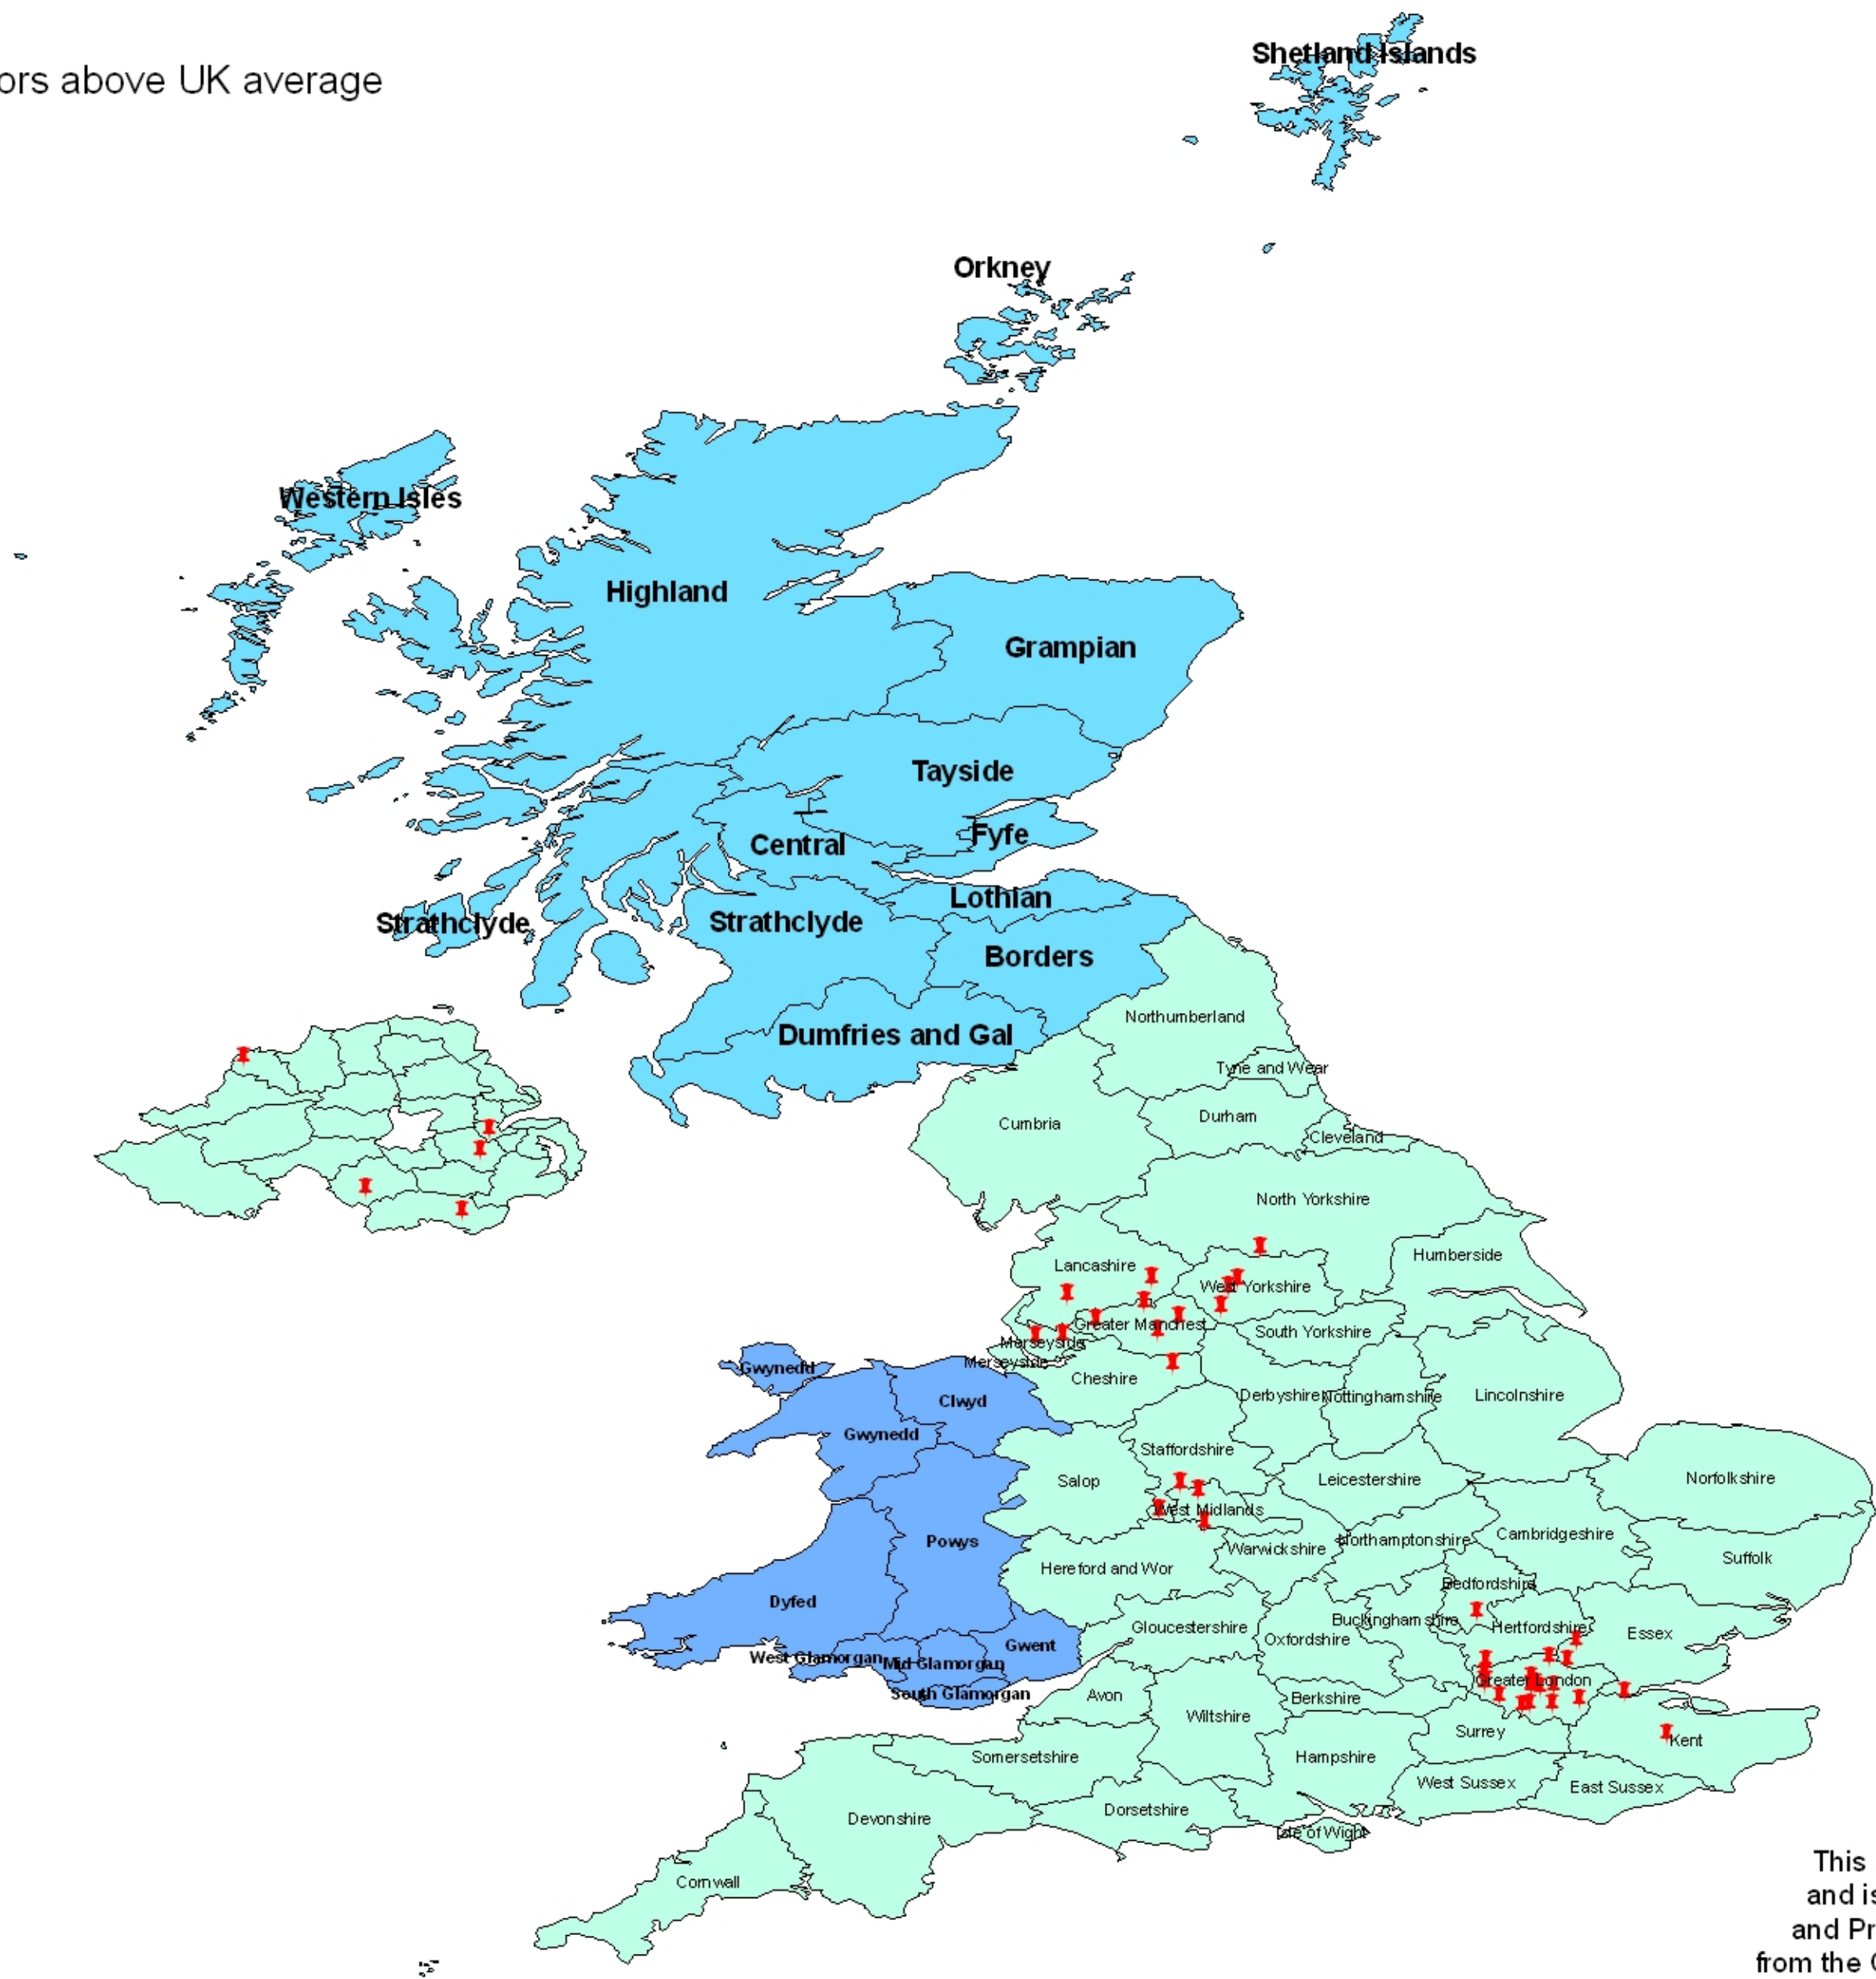 Shetland Islands
ors above UK average
Orkney
Western Isles
Highland
Grampian
Tayside
Fyfe
Central
Lothian
Strathclyde
Strathclyde
Borders
Northumberland
Dumfries and Gal
Tyne and Wear
Durham
Cumbria
Cleveland
North Yorkshire
Humberside
Lancashire
West Yorkshire
Greater Manchest
South Yorkshire
Merseyside
Merseyside
Gwynedd
Cheshire
Derbyshire
Nottinghamshire
Lincolnshire
Clwyd
Gwynedd
Staffordshire
Salop
Leicestershire
Norfolkshire
West Midlands
Cambridgeshire
Powys
Northamptonshire
Warwickshire
Suffolk
Hereford and Wor
Bedfordshire
Dyfed
Buckinghamshire
Gloucestershire
Hertfordshire
Essex
Oxfordshire
Gwent
West Glamorgan
Mid Glamorgan
Greater London
South Glamorgan
Avon
Berkshire
Wiltshire
Surrey
Kent
Somersetshire
Hampshire
West Sussex
East Sussex
Dorsetshire
Devonshire
Isle of Wight
Cornwall
This
and is
and Pr
from the